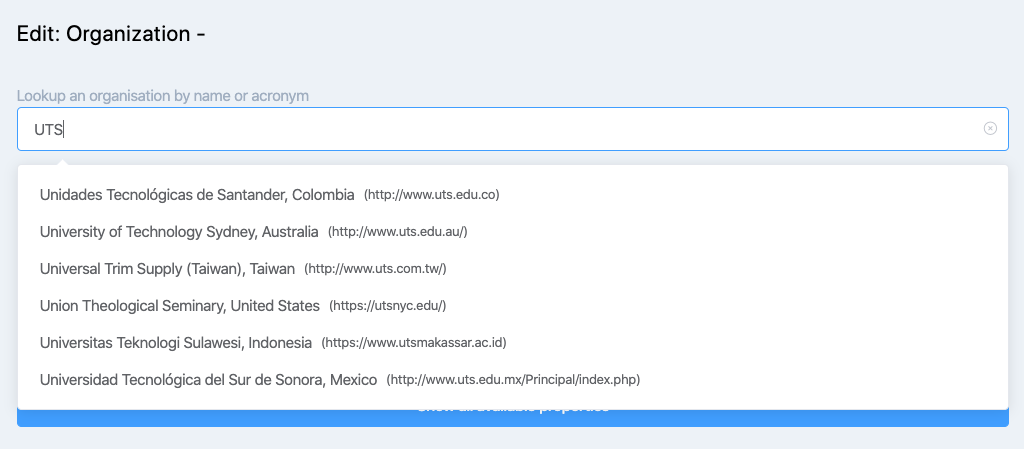 Edit: Organization -
Lookup an organisation by name or acronym
UTS
Unidades Tecnológicas de Santander, Colombia (http://www.uts.edu.co)
University of Technology Sydney, Australia (http://www.uts.edu.au/)
Universal Trim Supply (Taiwan), Taiwan (http://www.uts.com.tw/)
Union Theological Seminary, United States (https://utsnyc.edu/)
Universitas Teknologi Sulawesi, Indonesia (https://www.utsmakassar.ac.id)
Universidad Tecnológica del Sur de Sonora, Mexico (http://www.uts.edu.mx/Principal/index.php)